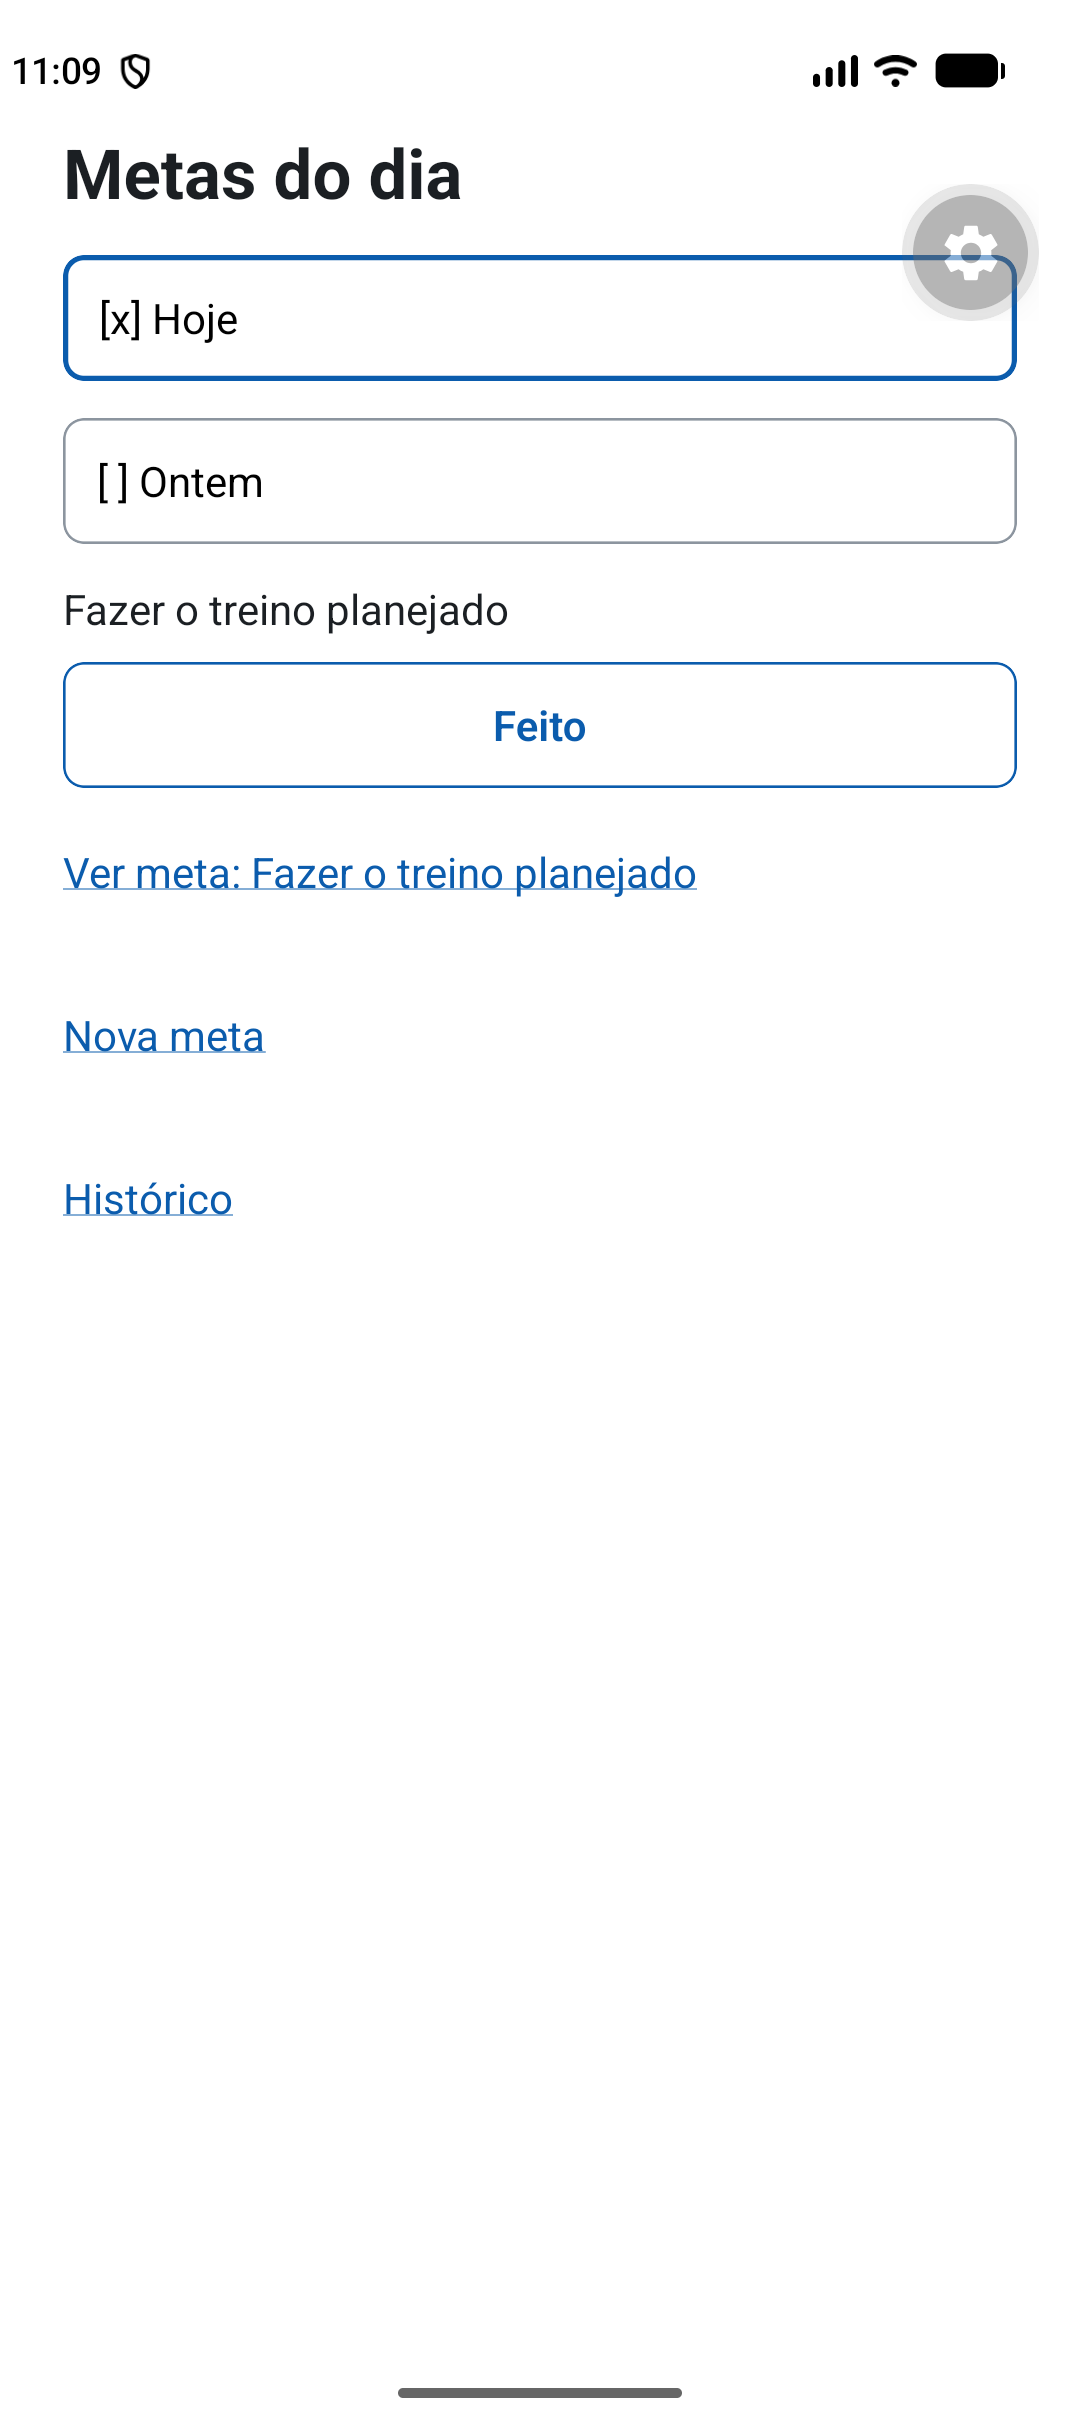 11:09
Metas do dia
[x] Hoje
[ ] Ontem
Fazer o treino planejado
Feito
Ver meta: Fazer o treino planejado
Nova meta
Histórico